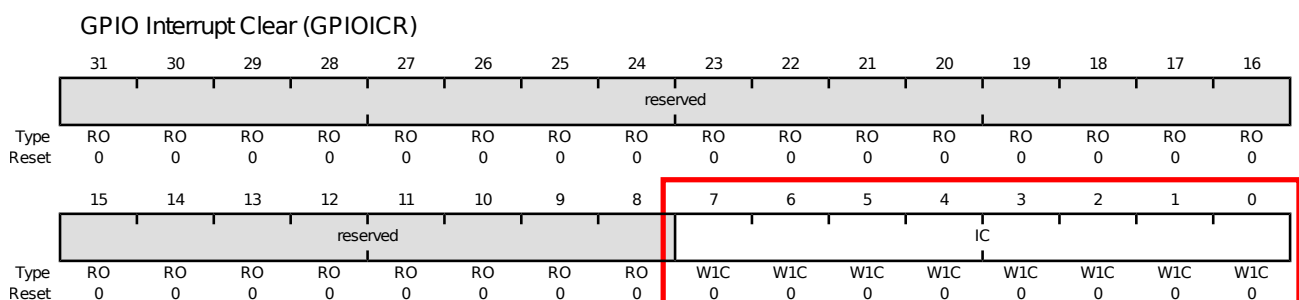 GPIO Interrupt Clear (GPIOICR)
31 30 29 28 27 26 25 24 23 22 21 20 19 18 17 16
reserved
Type RO RO RO RO RO RO RO RO RO RO RO RO RO RO RO RO
Reset 0 0 0 0 0 0 0 0 0 0 0 0 0 0 0 0
15 14 13 12 11 10 9 8 7 6 5 4 3 2 1 0
reserved IC
Type RO RO RO RO RO RO RO RO W1C W1C W1C W1C W1C W1C W1C W1C
Reset 0 0 0 0 0 0 0 0 0 0 0 0 0 0 0 0